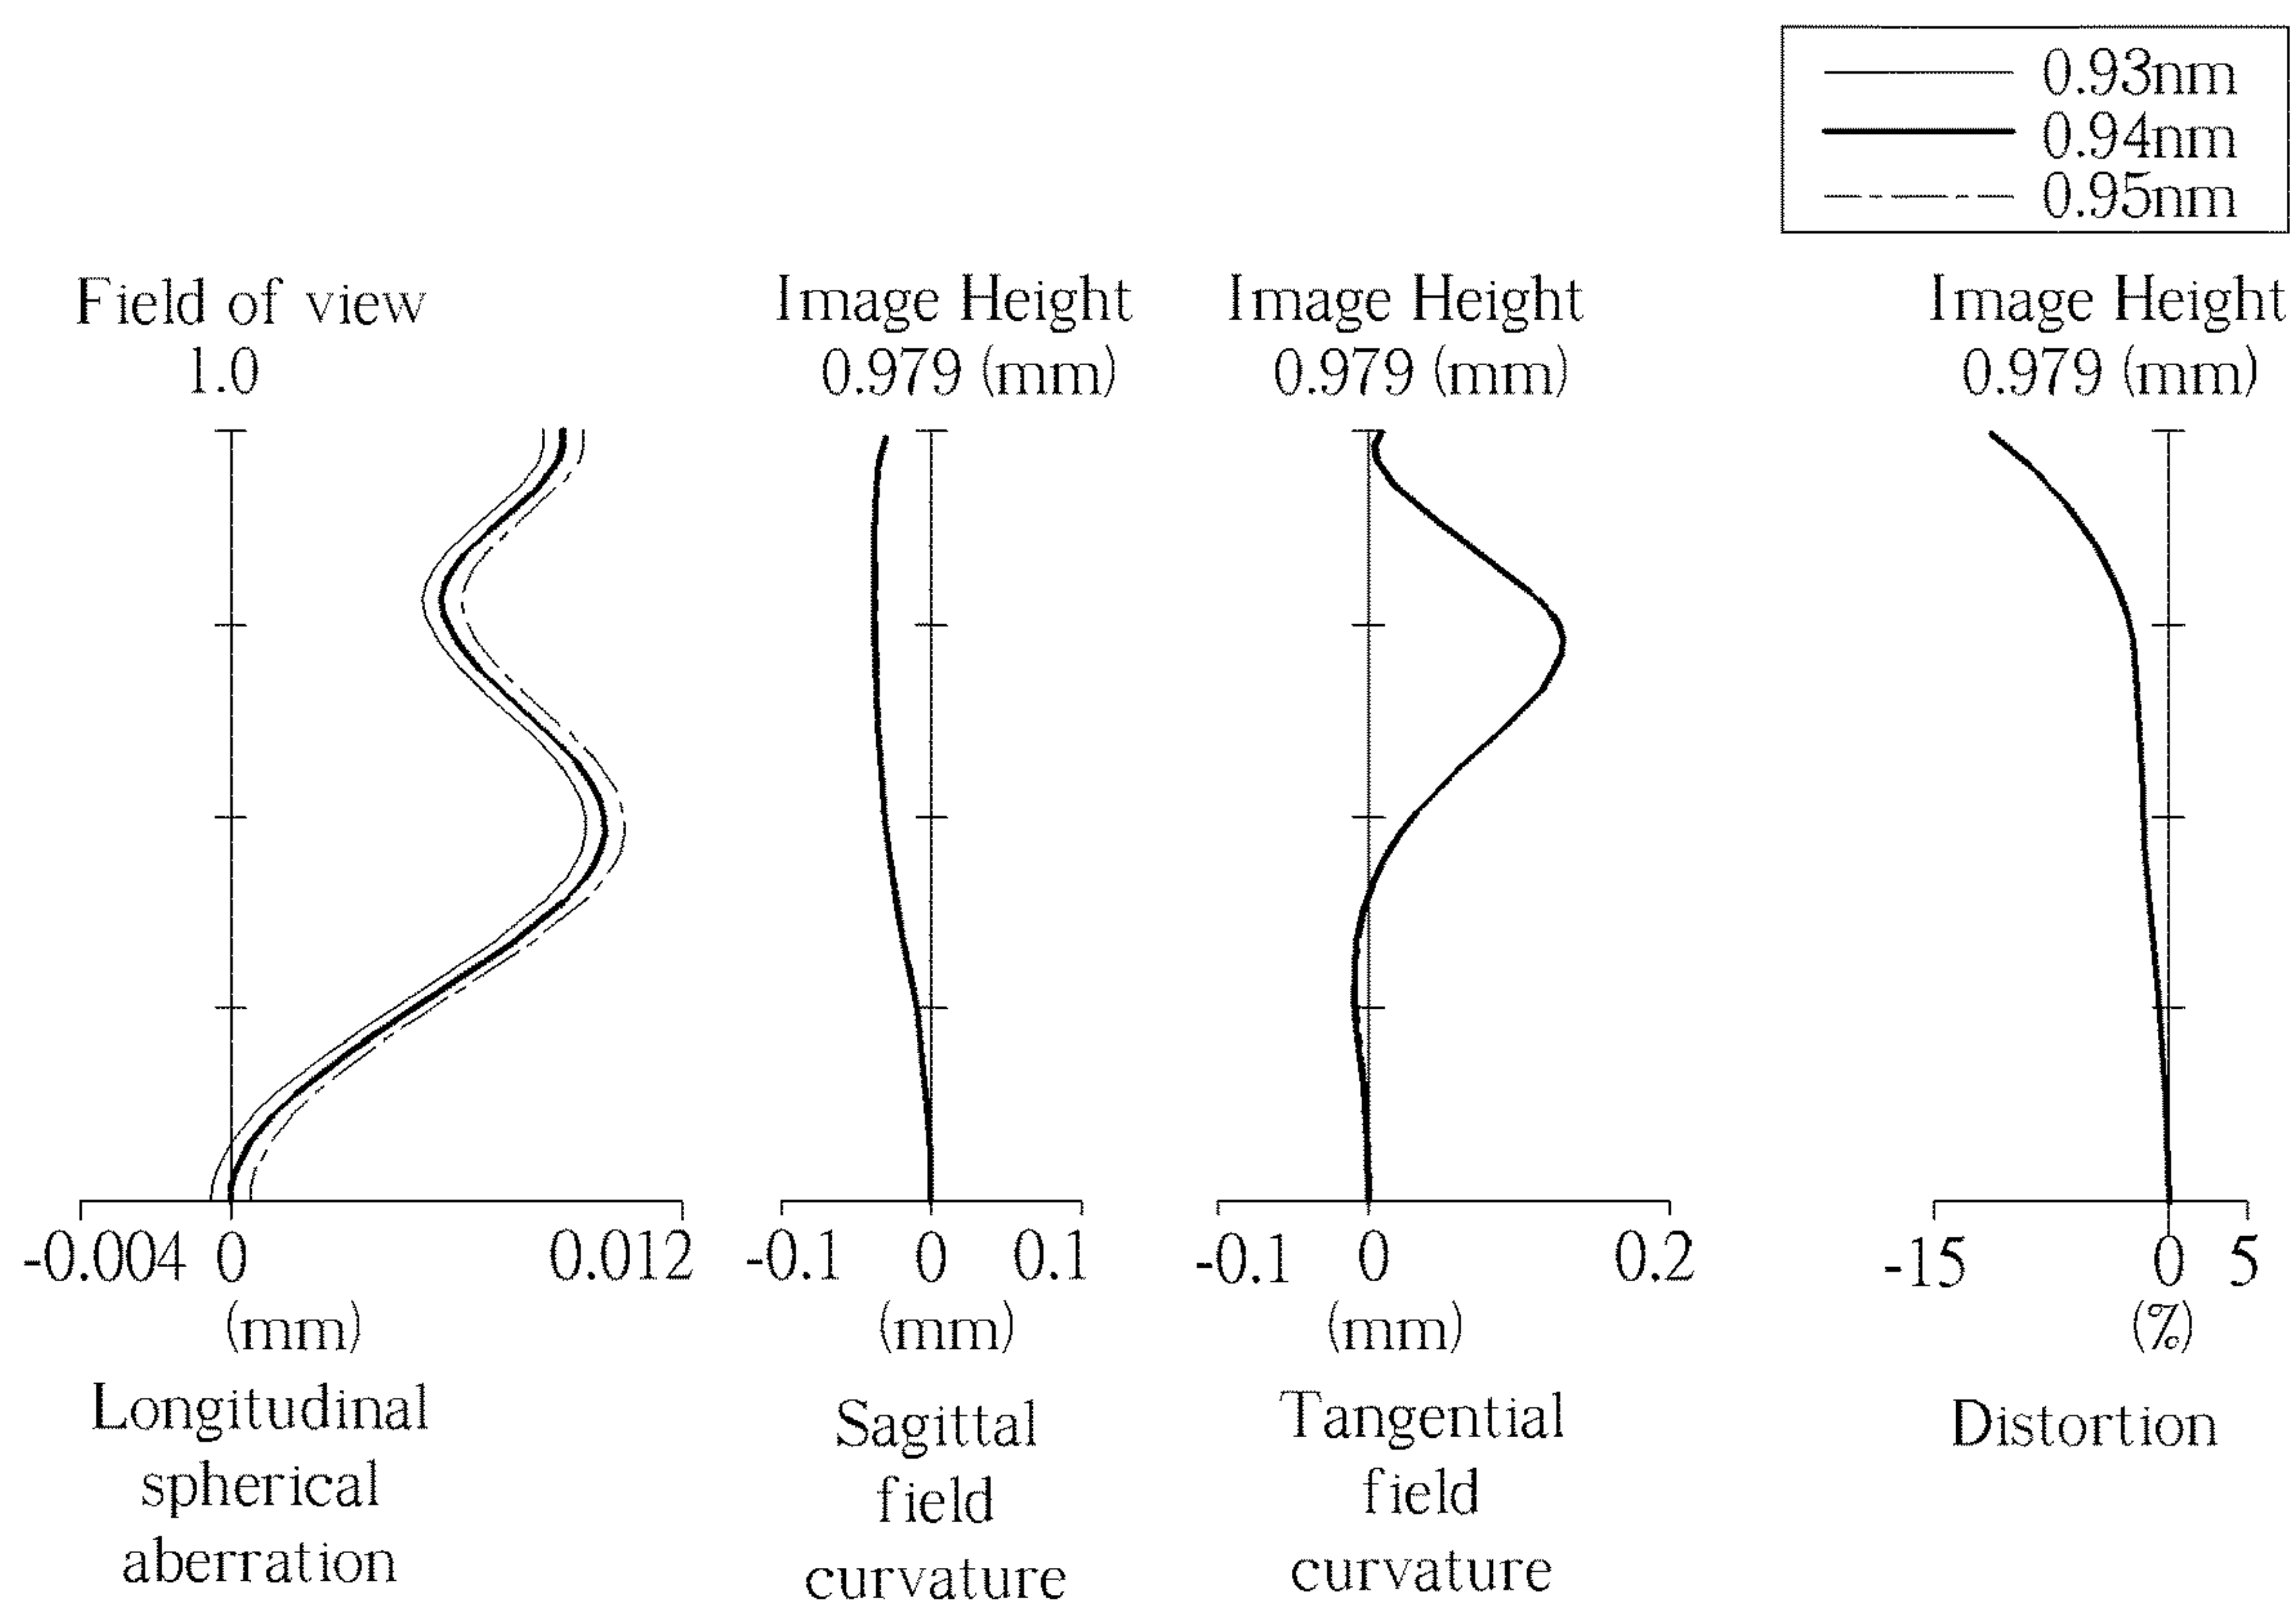 0.93nm
0.94nm
0.95nm
Field of view
1.0
Image Height
0.979 (mm)
Image Height
0.979 (mm)
Image Height
0.979 (mm)
-0.004 0 0.012
(mm)
Longitudinal
spherical
aberration
-0.1 0 0.1
(mm)
Sagittal
field
curvature
-0.1 0 0.2
(mm)
Tangential
field
curvature
-15 0 5
(%)
Distortion